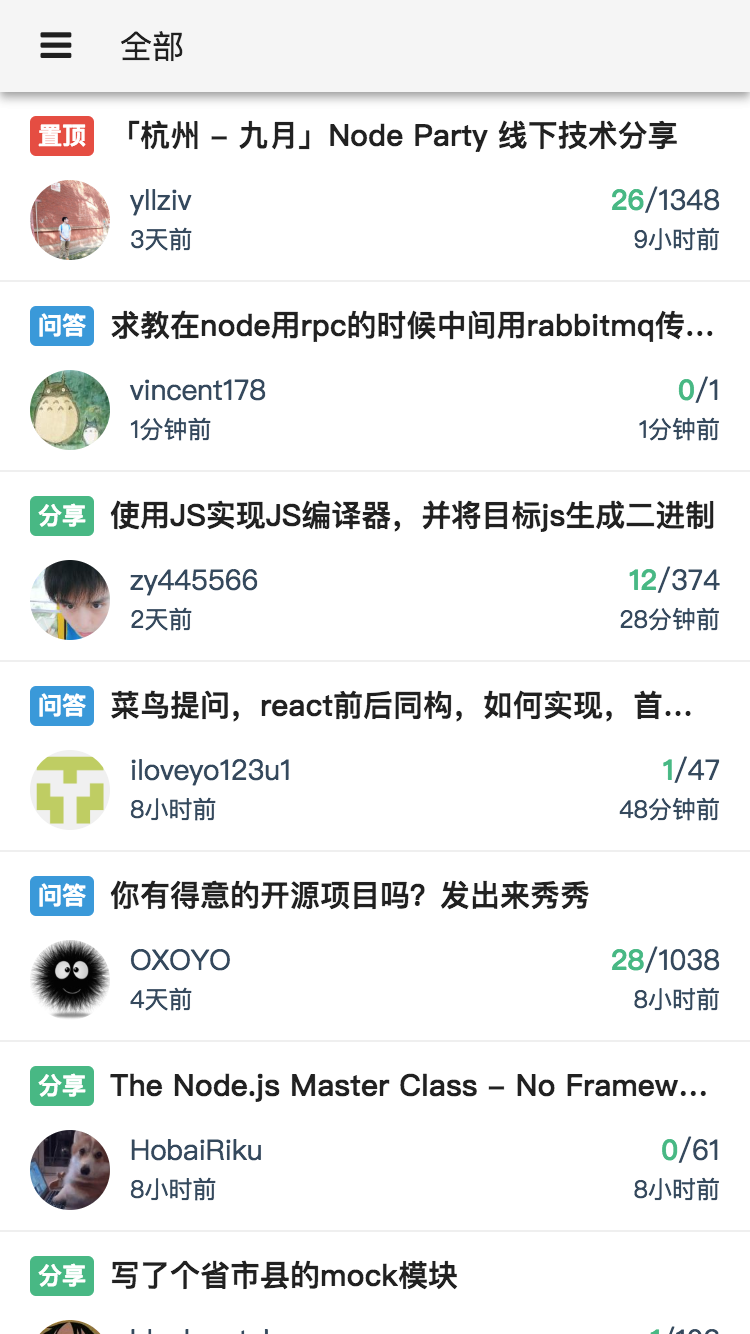 全部
置顶 「杭州 – 九月」Node Party 线下技术分享
yllziv 26/1348
3天前 9小时前
问答 求教在node用rpc的时候中间用rabbitmq传...
vincent178 0/1
1分钟前 1分钟前
分享 使用JS实现JS编译器，并将目标js生成二进制
zy445566 12/374
2天前 28分钟前
问答 菜鸟提问，react前后同构，如何实现，首...
iloveyo123u1 1/47
8小时前 48分钟前
问答 你有得意的开源项目吗？发出来秀秀
OXOYO 28/1038
4天前 8小时前
分享 The Node.js Master Class – No Framew...
HobaiRiku 0/61
8小时前 8小时前
分享 写了个省市县的mock模块